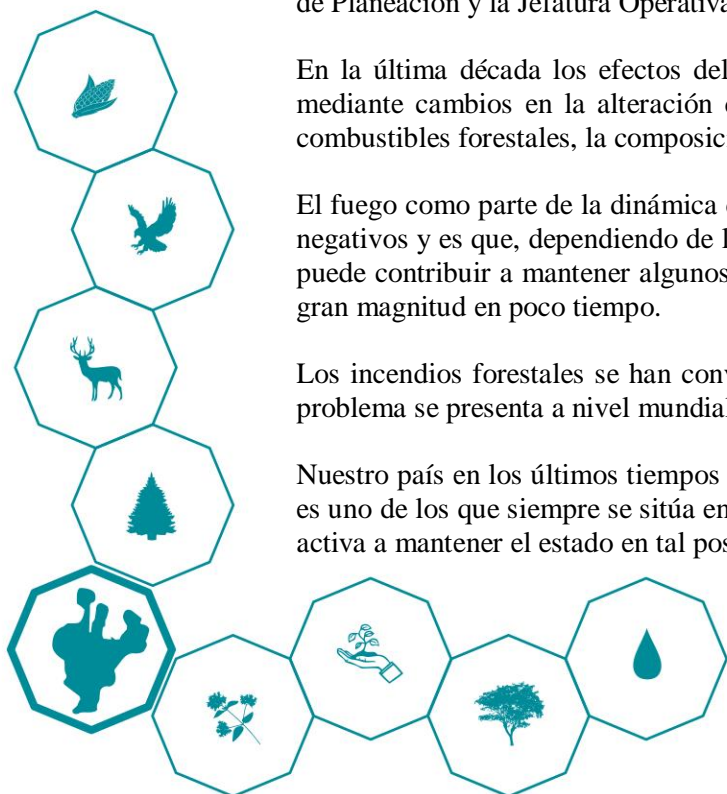 de Planeación y la Jefatura Operativa
En la última década los efectos del
mediante cambios en la alteración
combustibles forestales, la composic
El fuego como parte de la dinámica
negativos y es que, dependiendo de
puede contribuir a mantener algunos
gran magnitud en poco tiempo.
Los incendios forestales se han conv
problema se presenta a nivel mundial
Nuestro país en los últimos tiempos
es uno de los que siempre se sitúa en
activa a mantener el estado en tal pos